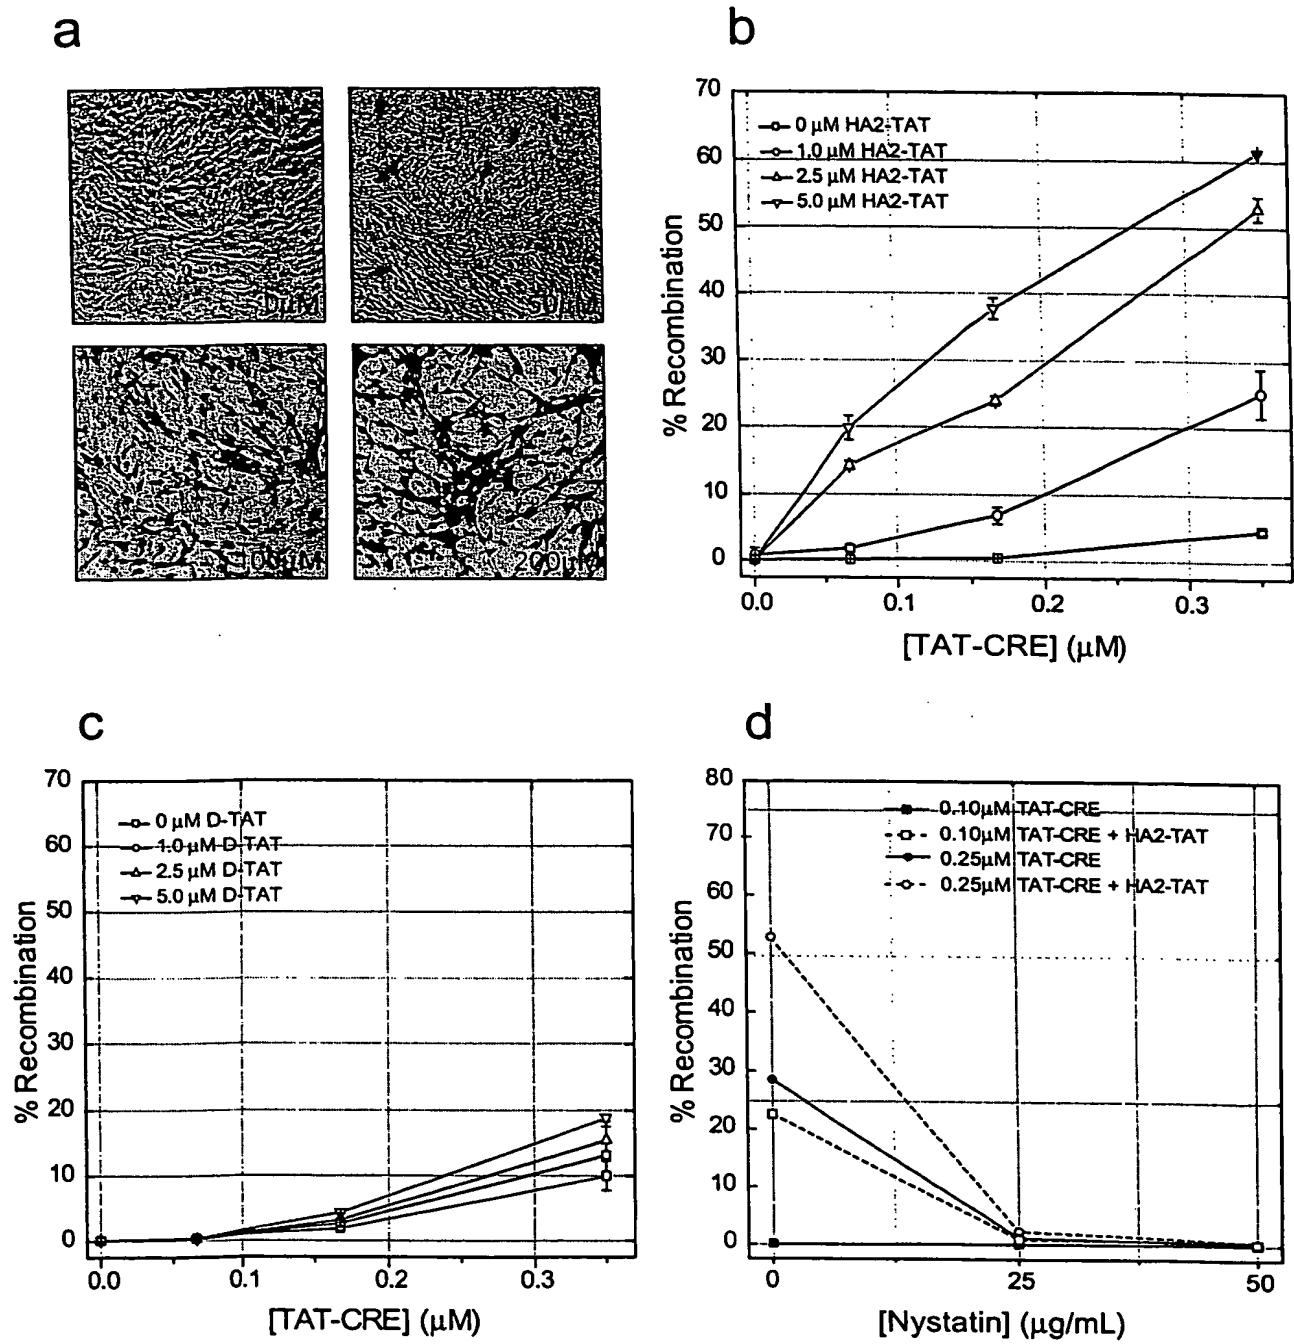 a
0μM
50μM
100μM
200μM
b
70
60
50
40
30
20
10
0
% Recombination
0 μM HA2-TAT
1.0 μM HA2-TAT
2.5 μM HA2-TAT
5.0 μM HA2-TAT
0.0
0.1
0.2
0.3
[TAT-CRE] (μM)
c
70
60
50
40
30
20
10
0
% Recombination
0 μM D-TAT
1.0 μM D-TAT
2.5 μM D-TAT
5.0 μM D-TAT
0.0
0.1
0.2
0.3
[TAT-CRE] (μM)
d
80
70
60
50
40
30
20
10
0
% Recombination
0.10μM TAT-CRE
0.10μM TAT-CRE + HA2-TAT
0.25μM TAT-CRE
0.25μM TAT-CRE + HA2-TAT
0
25
50
[Nystatin] (μg/mL)